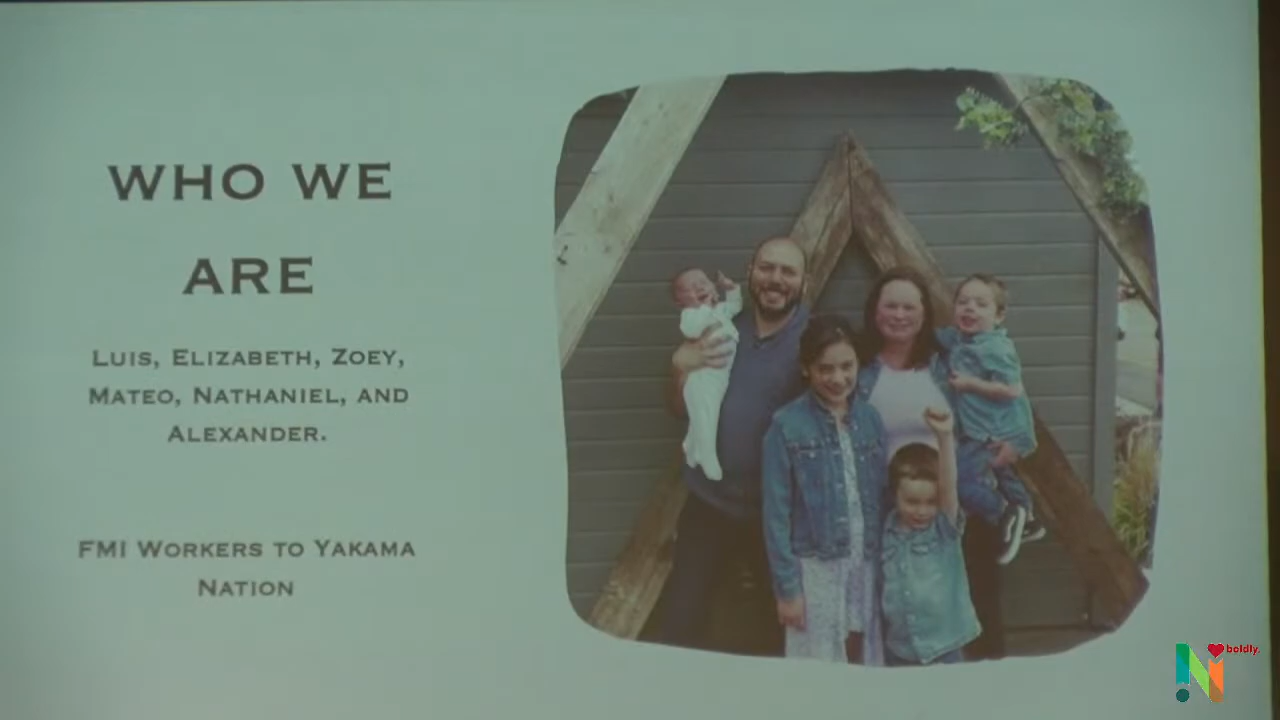 WHO WE
ARE
LUIS, ELIZABETH, ZOEY,
MATEO, NATHANIEL, AND
ALEXANDER.
FMI WORKERS TO YAKAMA
NATION
boldly.